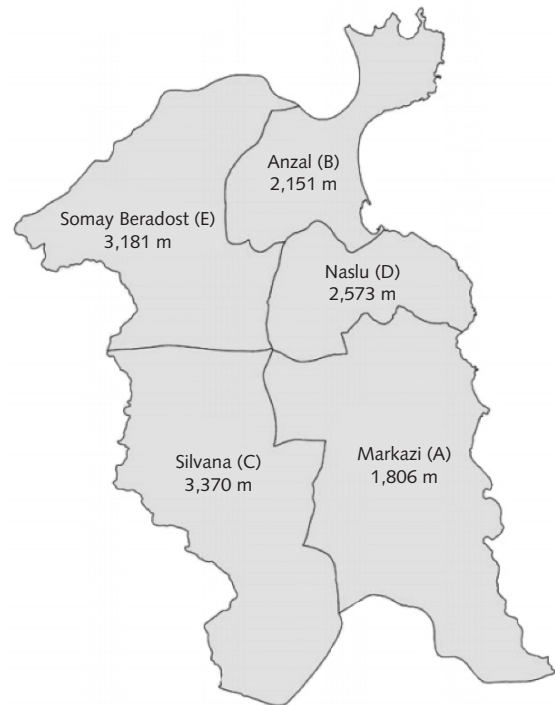 Anzal (B)
2,151 m
Somay Beradost (E)
3,181 m
Naslu (D)
2,573 m
Silvana (C)
3,370 m
Markazi (A)
1,806 m